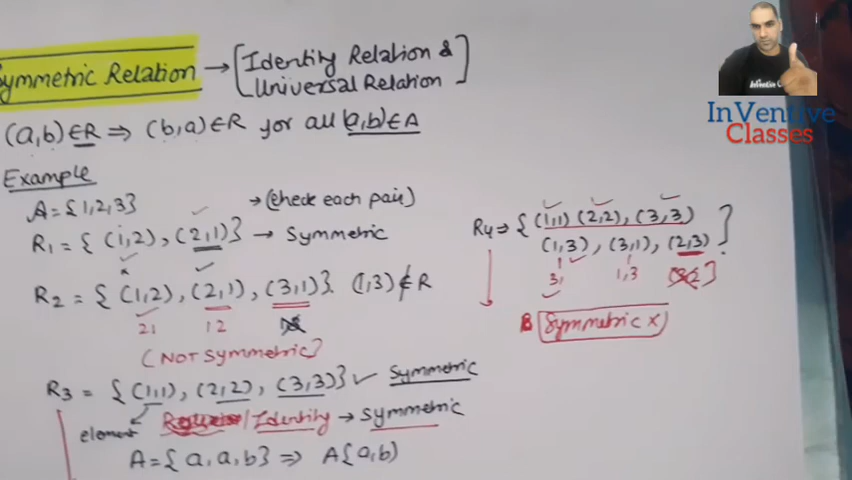 Symmetric Relation → [Identity Relation & Universal Relation]
(a,b)∈R ⇒ (b,a)∈R for all (a,b)∈A
Example
A={1,2,3} → (check each pair)
R1 = { (1,2), (2,1)} → Symmetric
R2 = { (1,2), (2,1), (3,1)}. (1,3)∉R
21 12
(NOT Symmetric)
R3 = { (1,1), (2,2), (3,3)} ✓ Symmetric
element / Identity → Symmetric
A={a, a, b} ⇒ A{a,b}
R4 ⇒ { (1,1) (2,2), (3,3)
(1,3), (3,1), (2,3) }
3, 1,3
Symmetric x
InVentive
Classes